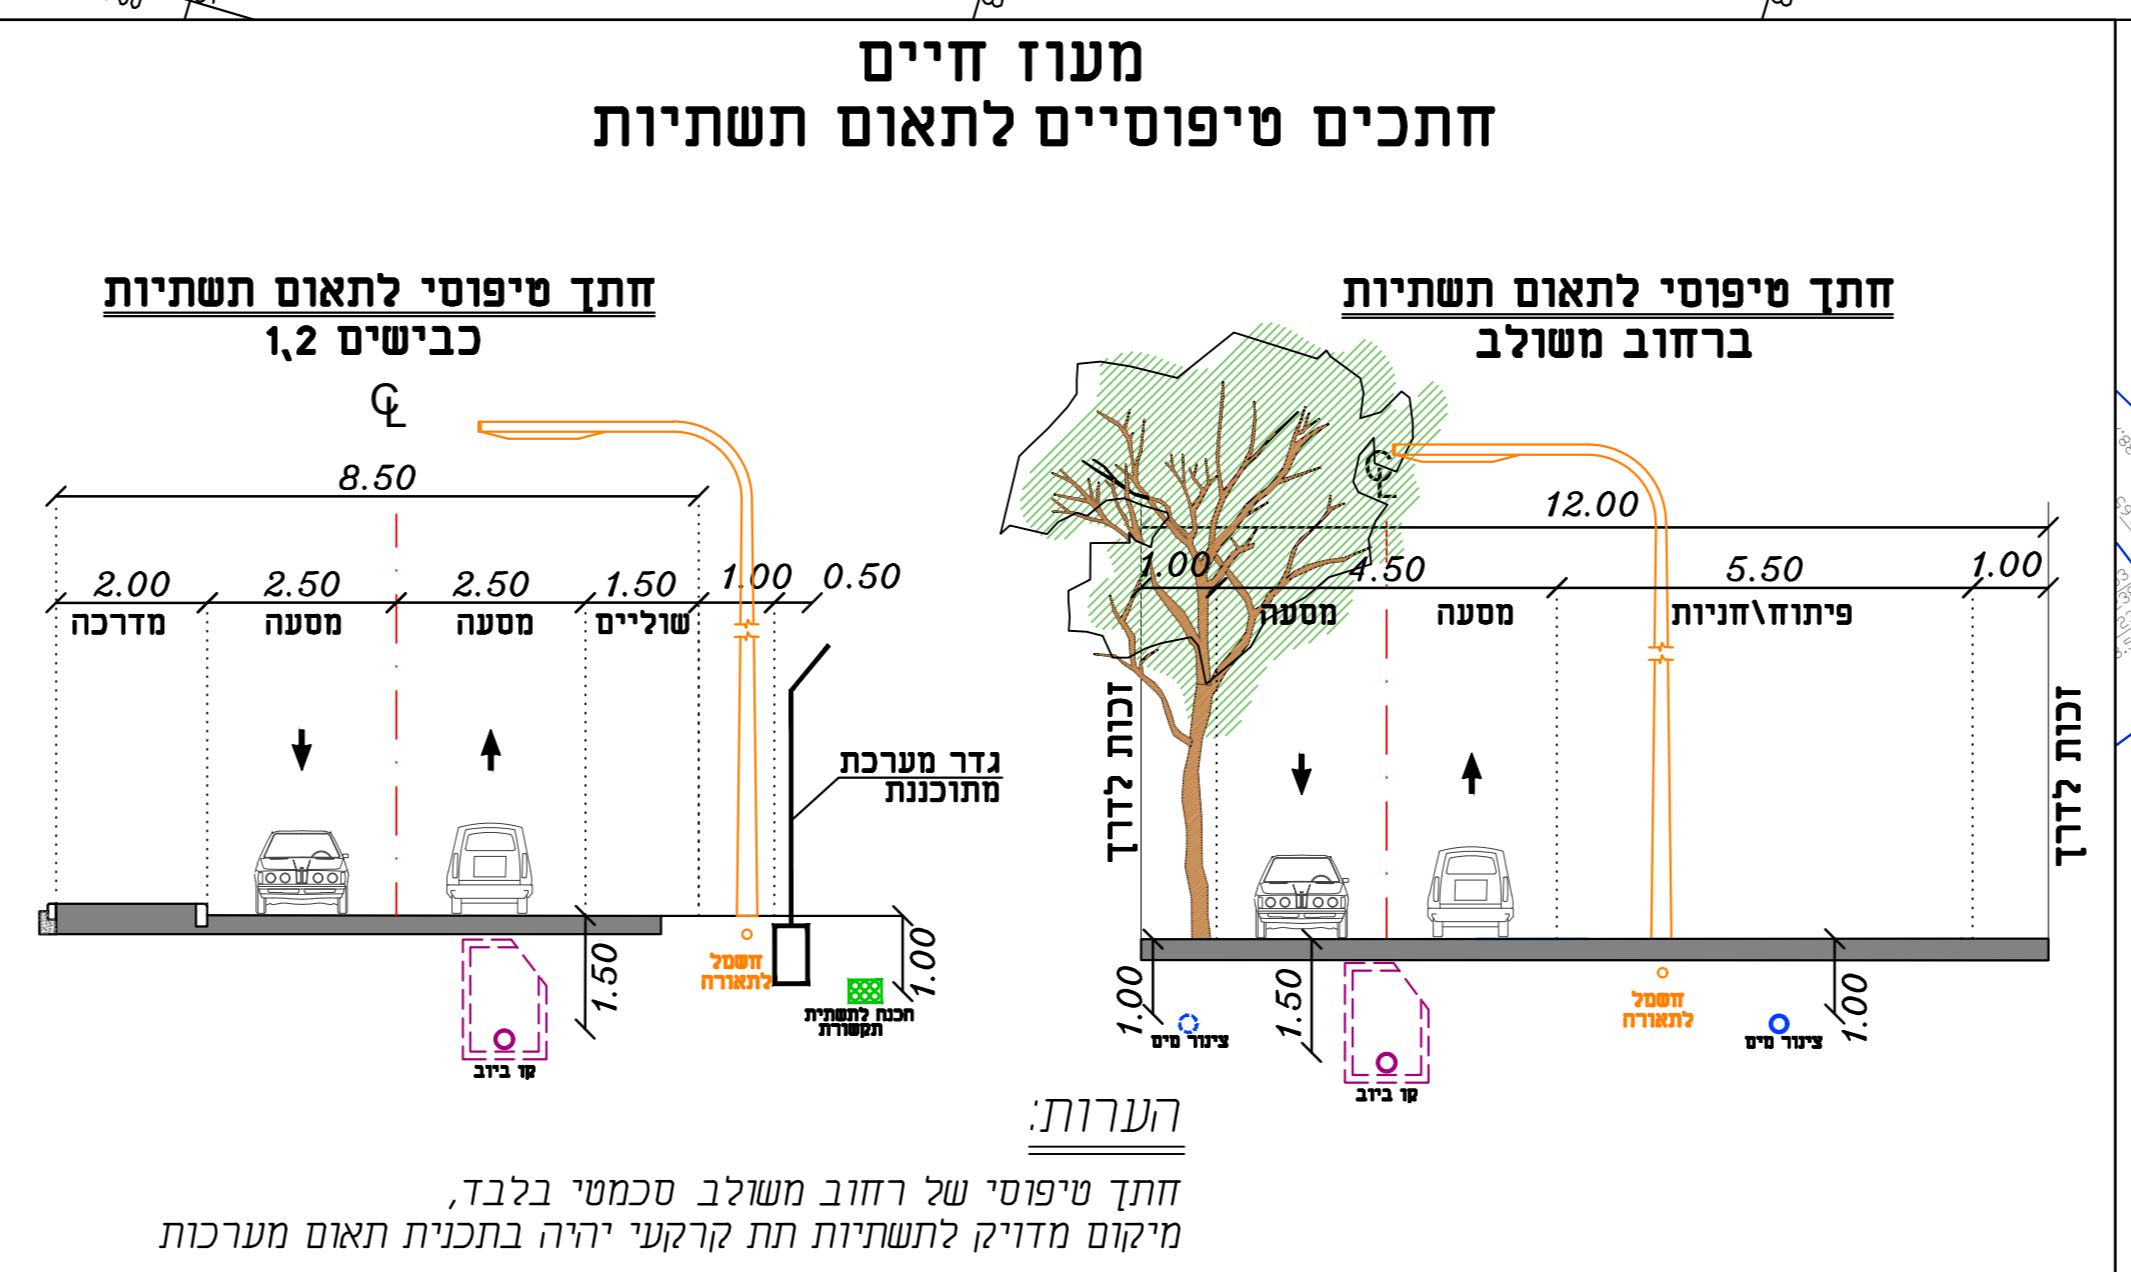 מעוז חיים
חתכים טיפוסיים לתאום תשתיות
חתך טיפוסי לתאום תשתיות
ברחוב משולב
12.00
1.00 4.50 5.50 1.00
מסעה מסעה פיתוח\חניות
זכות לדרך
זכות לדרך
1.00
1.50
1.00
צינור מים
קו ביוב
חשמל
לתאורה
צינור מים
חתך טיפוסי לתאום תשתיות
כבישים 1,2
CL
8.50
2.00 2.50 2.50 1.50 1.00 0.50
מדרכה מסעה מסעה שוליים
גדר מערכת
מתוכננת
1.50
1.00
חשמל
לתאורה
הכנה לתשתית
תקשורת
קו ביוב
הערות:
חתך טיפוסי של רחוב משולב סכמטי בלבד,
מיקום מדויק לתשתיות תת קרקעי יהיה בתכנית תאום מערכות